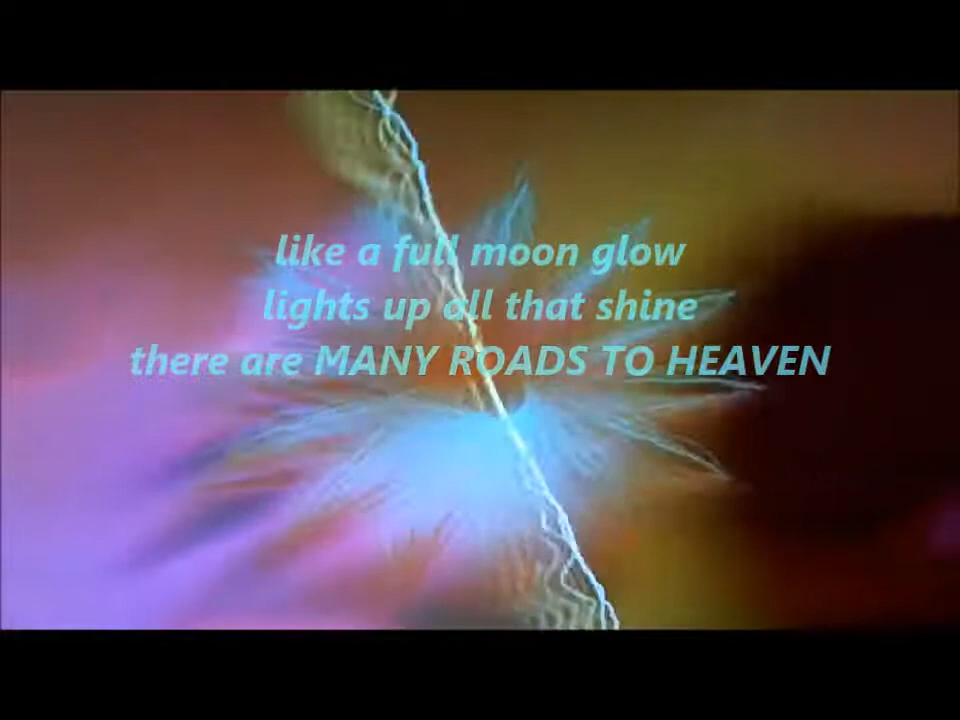 like a full moon glow
lights up all that shine
there are MANY ROADS TO HEAVEN